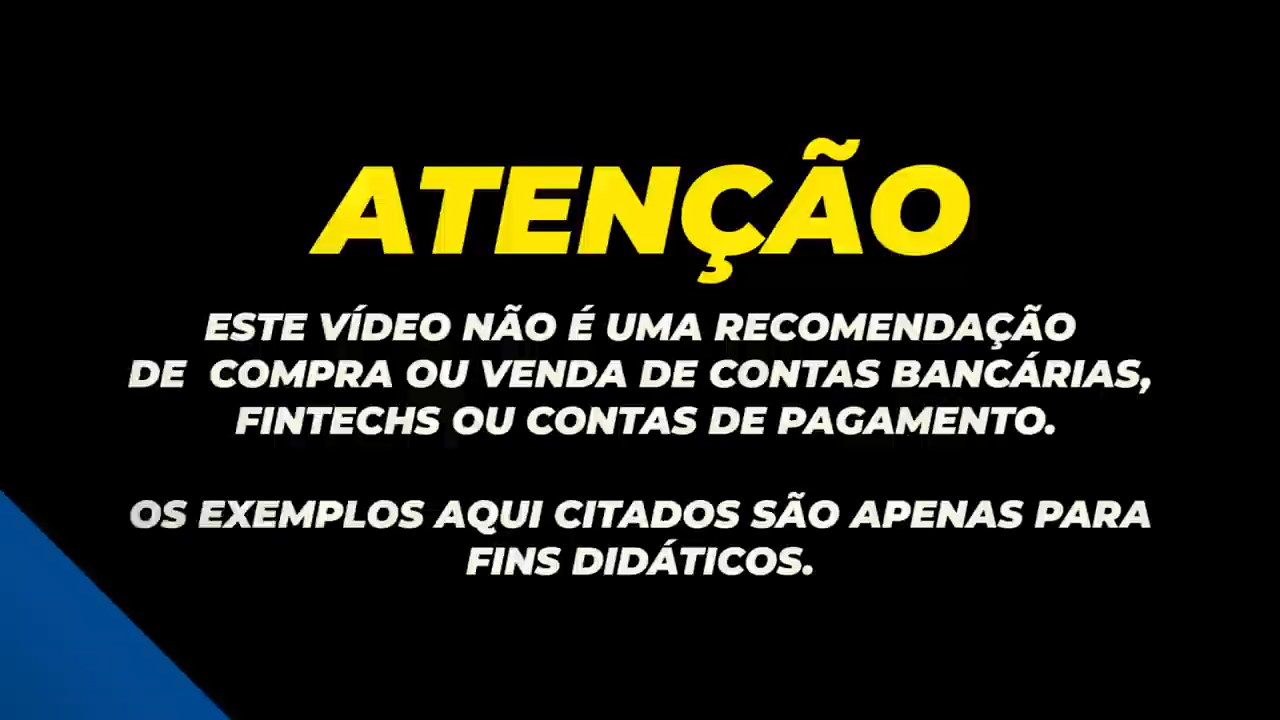 ATENÇÃO
ESTE VÍDEO NÃO É UMA RECOMENDAÇÃO
DE COMPRA OU VENDA DE CONTAS BANCÁRIAS,
FINTECHS OU CONTAS DE PAGAMENTO.
OS EXEMPLOS AQUI CITADOS SÃO APENAS PARA
FINS DIDÁTICOS.